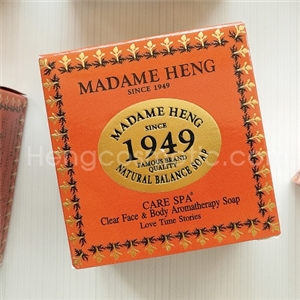 MADAME HENG
SINCE 1949
MADAME HENG
SINCE
1949
FAMOUS BRAND
QUALITY
NATURAL BALANCE SOAP
CARE SPA®
Clear Face & Body Aromatherapy Soap
Love Time Stories